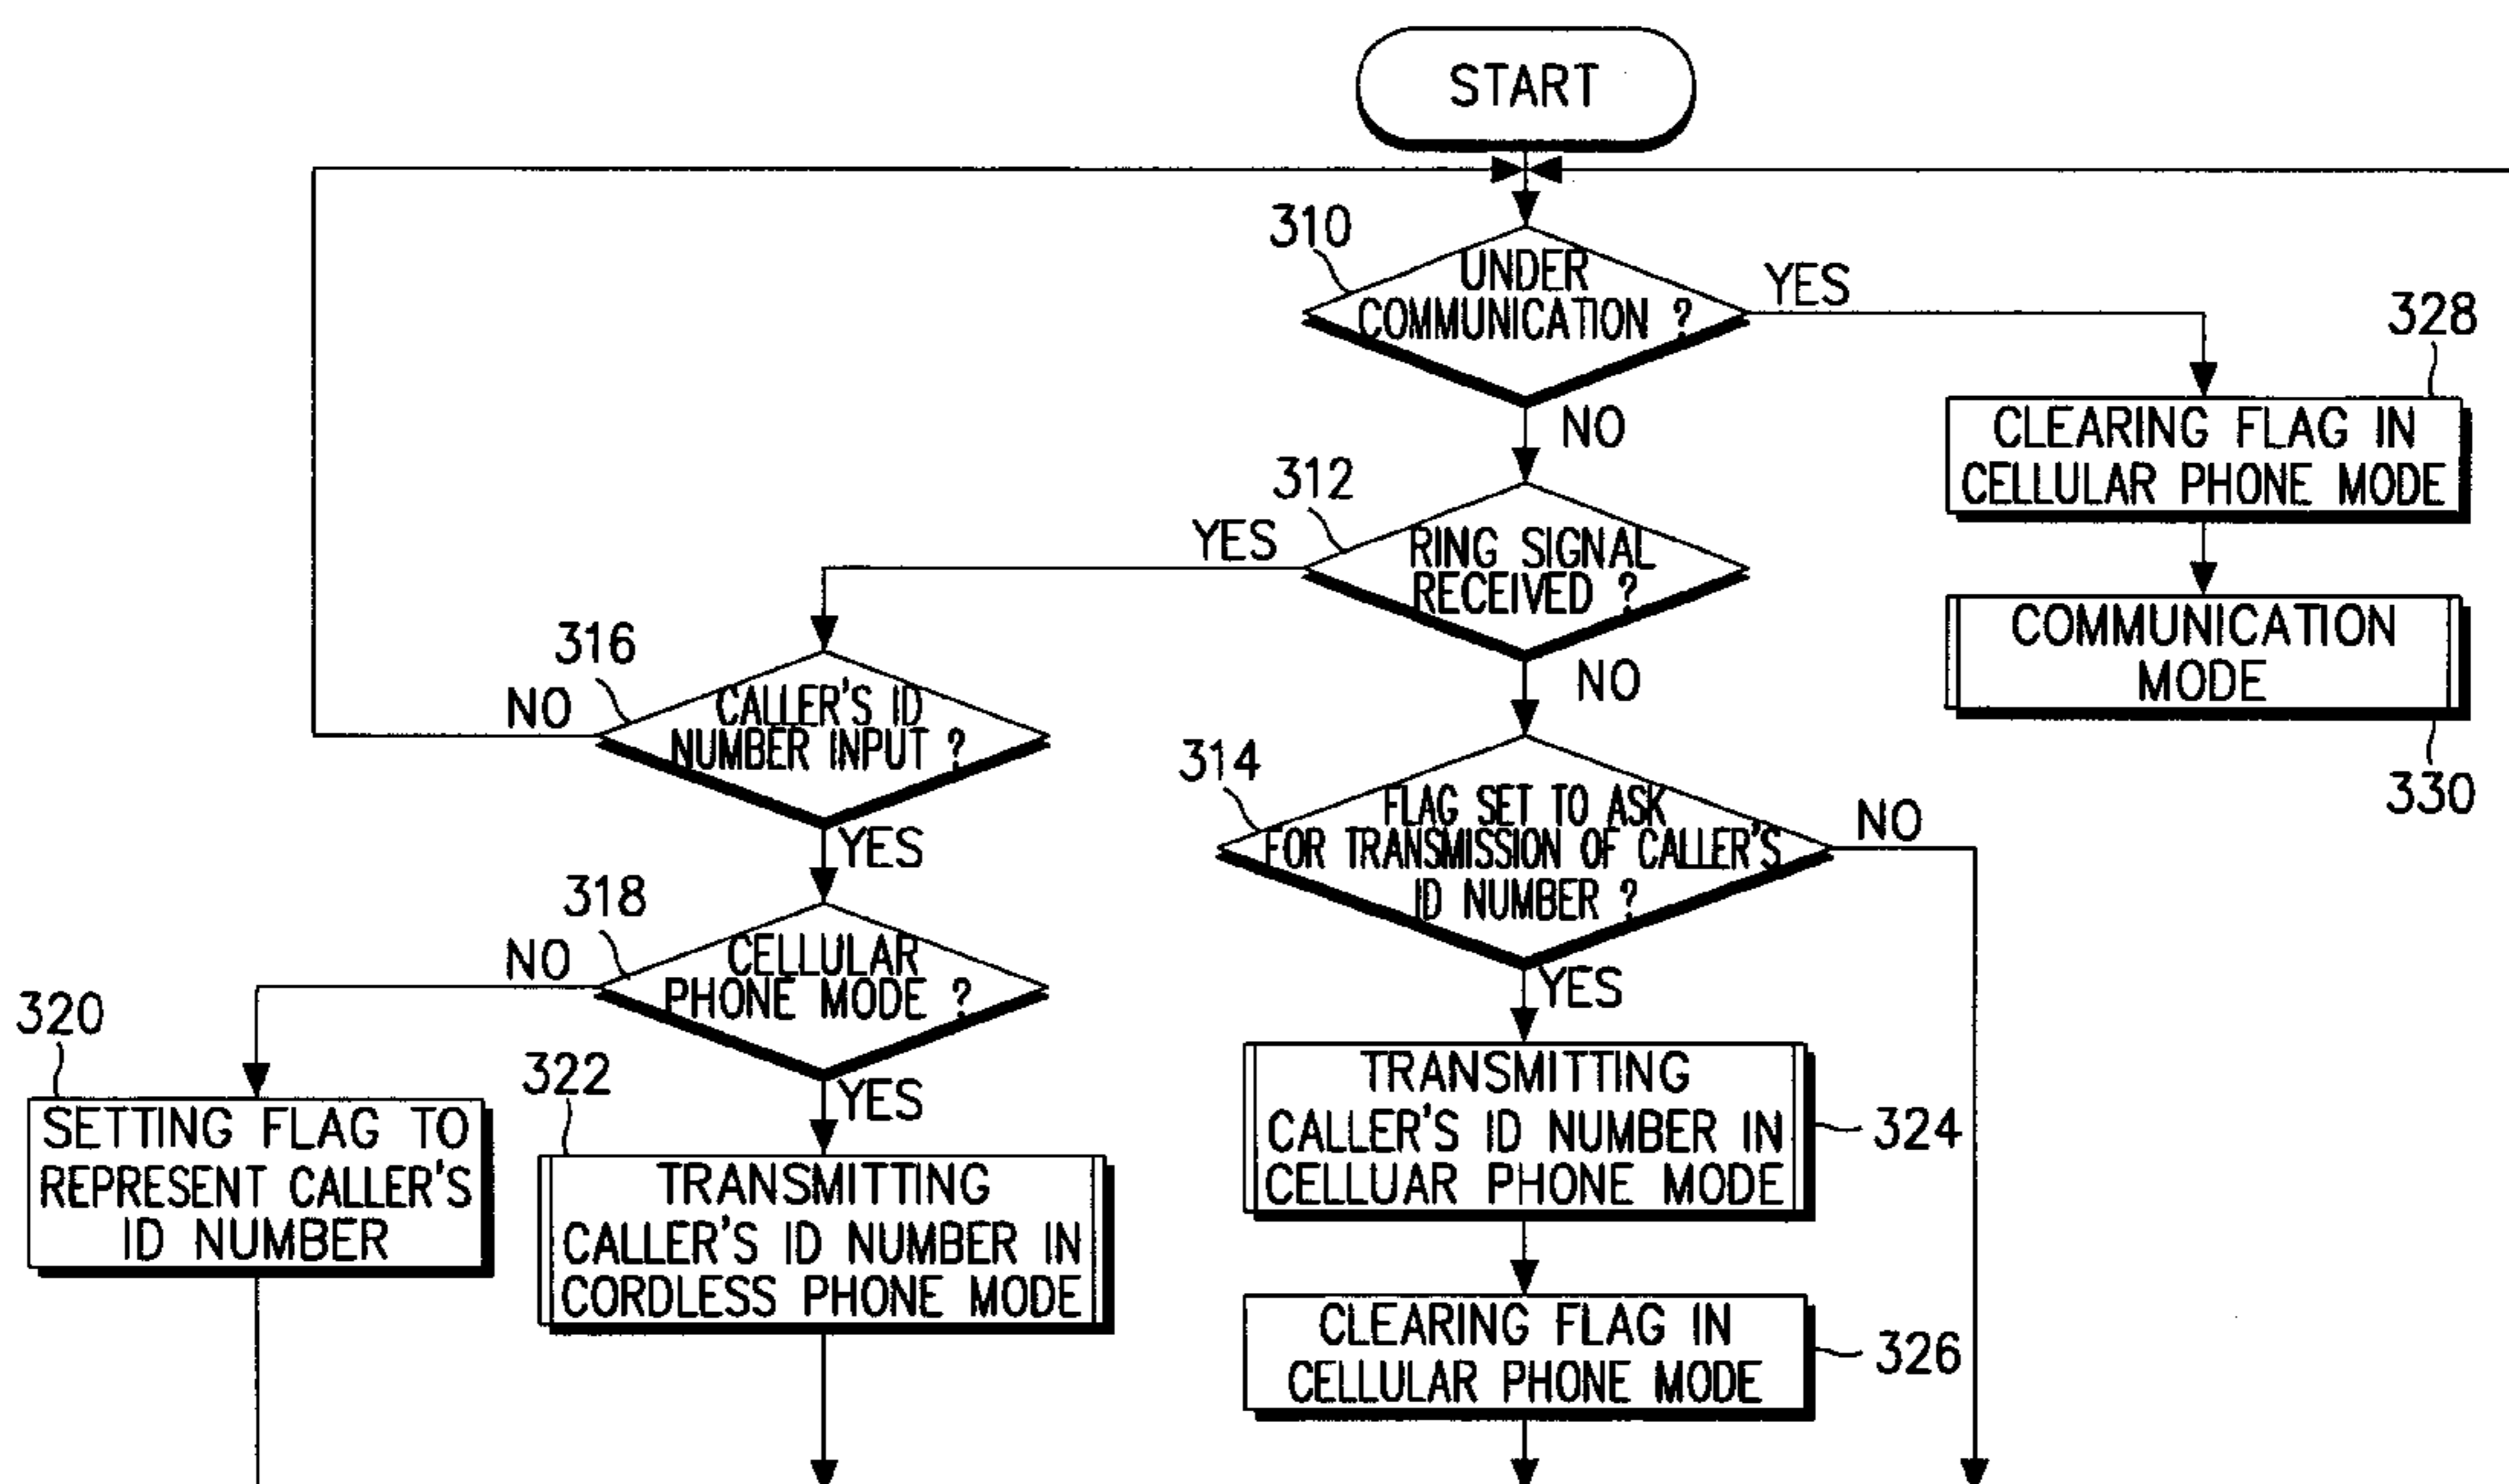 START
310
UNDER
COMMUNICATION ?
YES
328
NO
CLEARING FLAG IN
CELLULAR PHONE MODE
312
YES
RING SIGNAL
RECEIVED ?
COMMUNICATION
MODE
330
316
NO
NO
CALLER'S ID
NUMBER INPUT ?
314
FLAG SET TO ASK
FOR TRANSMISSION OF CALLER'S
ID NUMBER ?
NO
YES
318
NO
CELLULAR
PHONE MODE ?
YES
320
SETTING FLAG TO
REPRESENT CALLER'S
ID NUMBER
322
YES
TRANSMITTING
CALLER'S ID NUMBER IN
CORDLESS PHONE MODE
TRANSMITTING
CALLER'S ID NUMBER IN
CELLUAR PHONE MODE
324
CLEARING FLAG IN
CELLULAR PHONE MODE
326